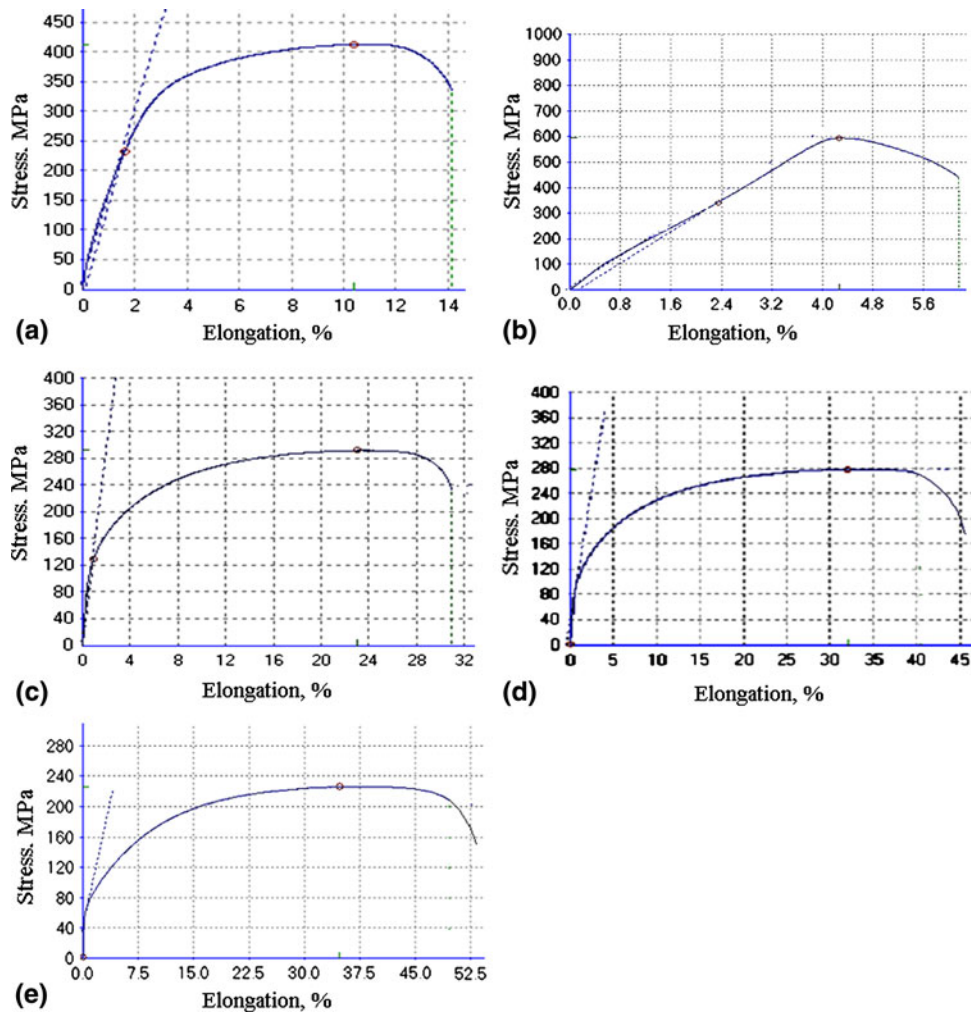 450
400
350
300
250
200
150
100
50
0
Stress. MPa
0 2 4 6 8 10 12 14
(a)
Elongation, %
1000
900
800
700
600
500
400
300
200
100
0
Stress. MPa
0.0 0.8 1.6 2.4 3.2 4.0 4.8 5.6
(b)
Elongation, %
400
360
320
280
240
200
160
120
80
40
0
Stress. MPa
0 4 8 12 16 20 24 28 32
(c)
Elongation, %
400
360
320
280
240
200
160
120
80
40
0
Stress. MPa
0 5 10 15 20 25 30 35 40 45
(d)
Elongation, %
280
240
200
160
120
80
40
0
Stress. MPa
0.0 7.5 15.0 22.5 30.0 37.5 45.0 52.5
(e)
Elongation, %